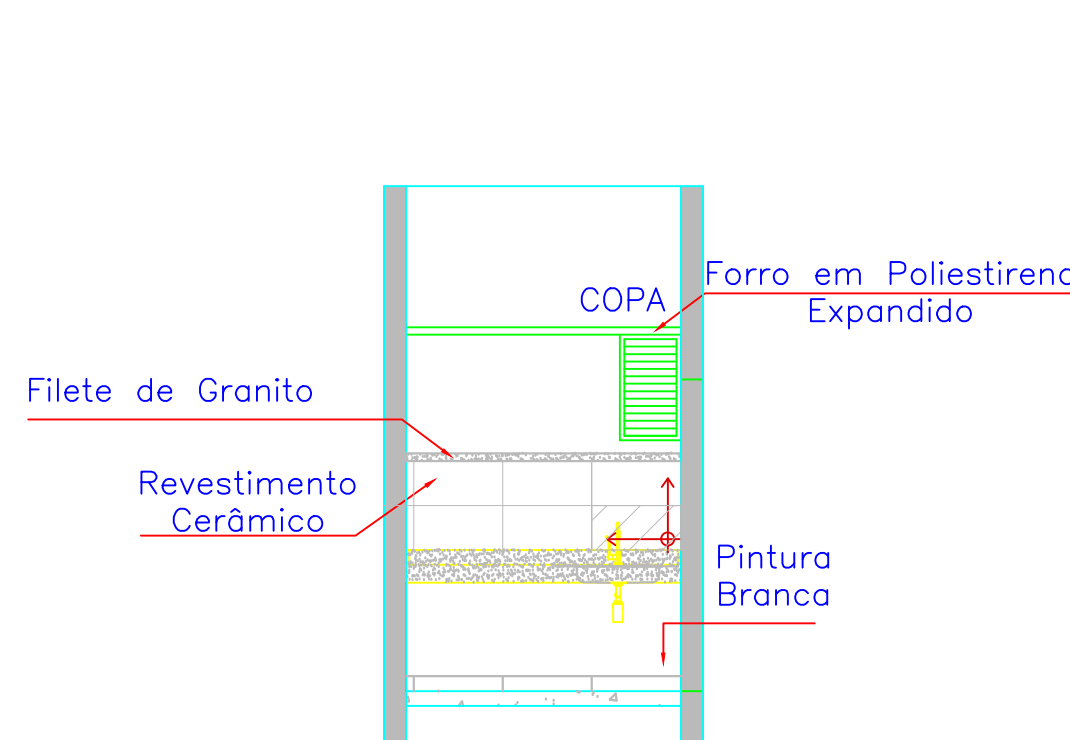 COPA
Forro em Poliestireno
Expandido
Filete de Granito
Revestimento
Cerâmico
Pintura
Branca